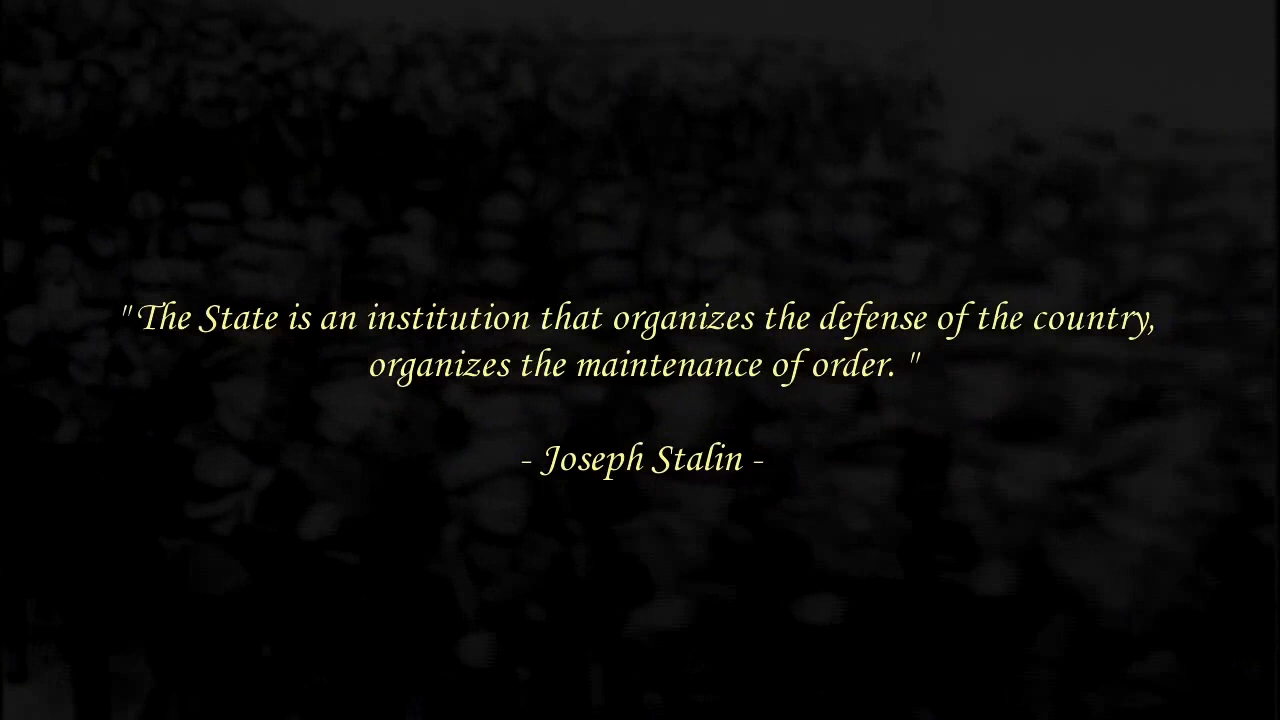 " The State is an institution that organizes the defense of the country,
organizes the maintenance of order. "
- Joseph Stalin -